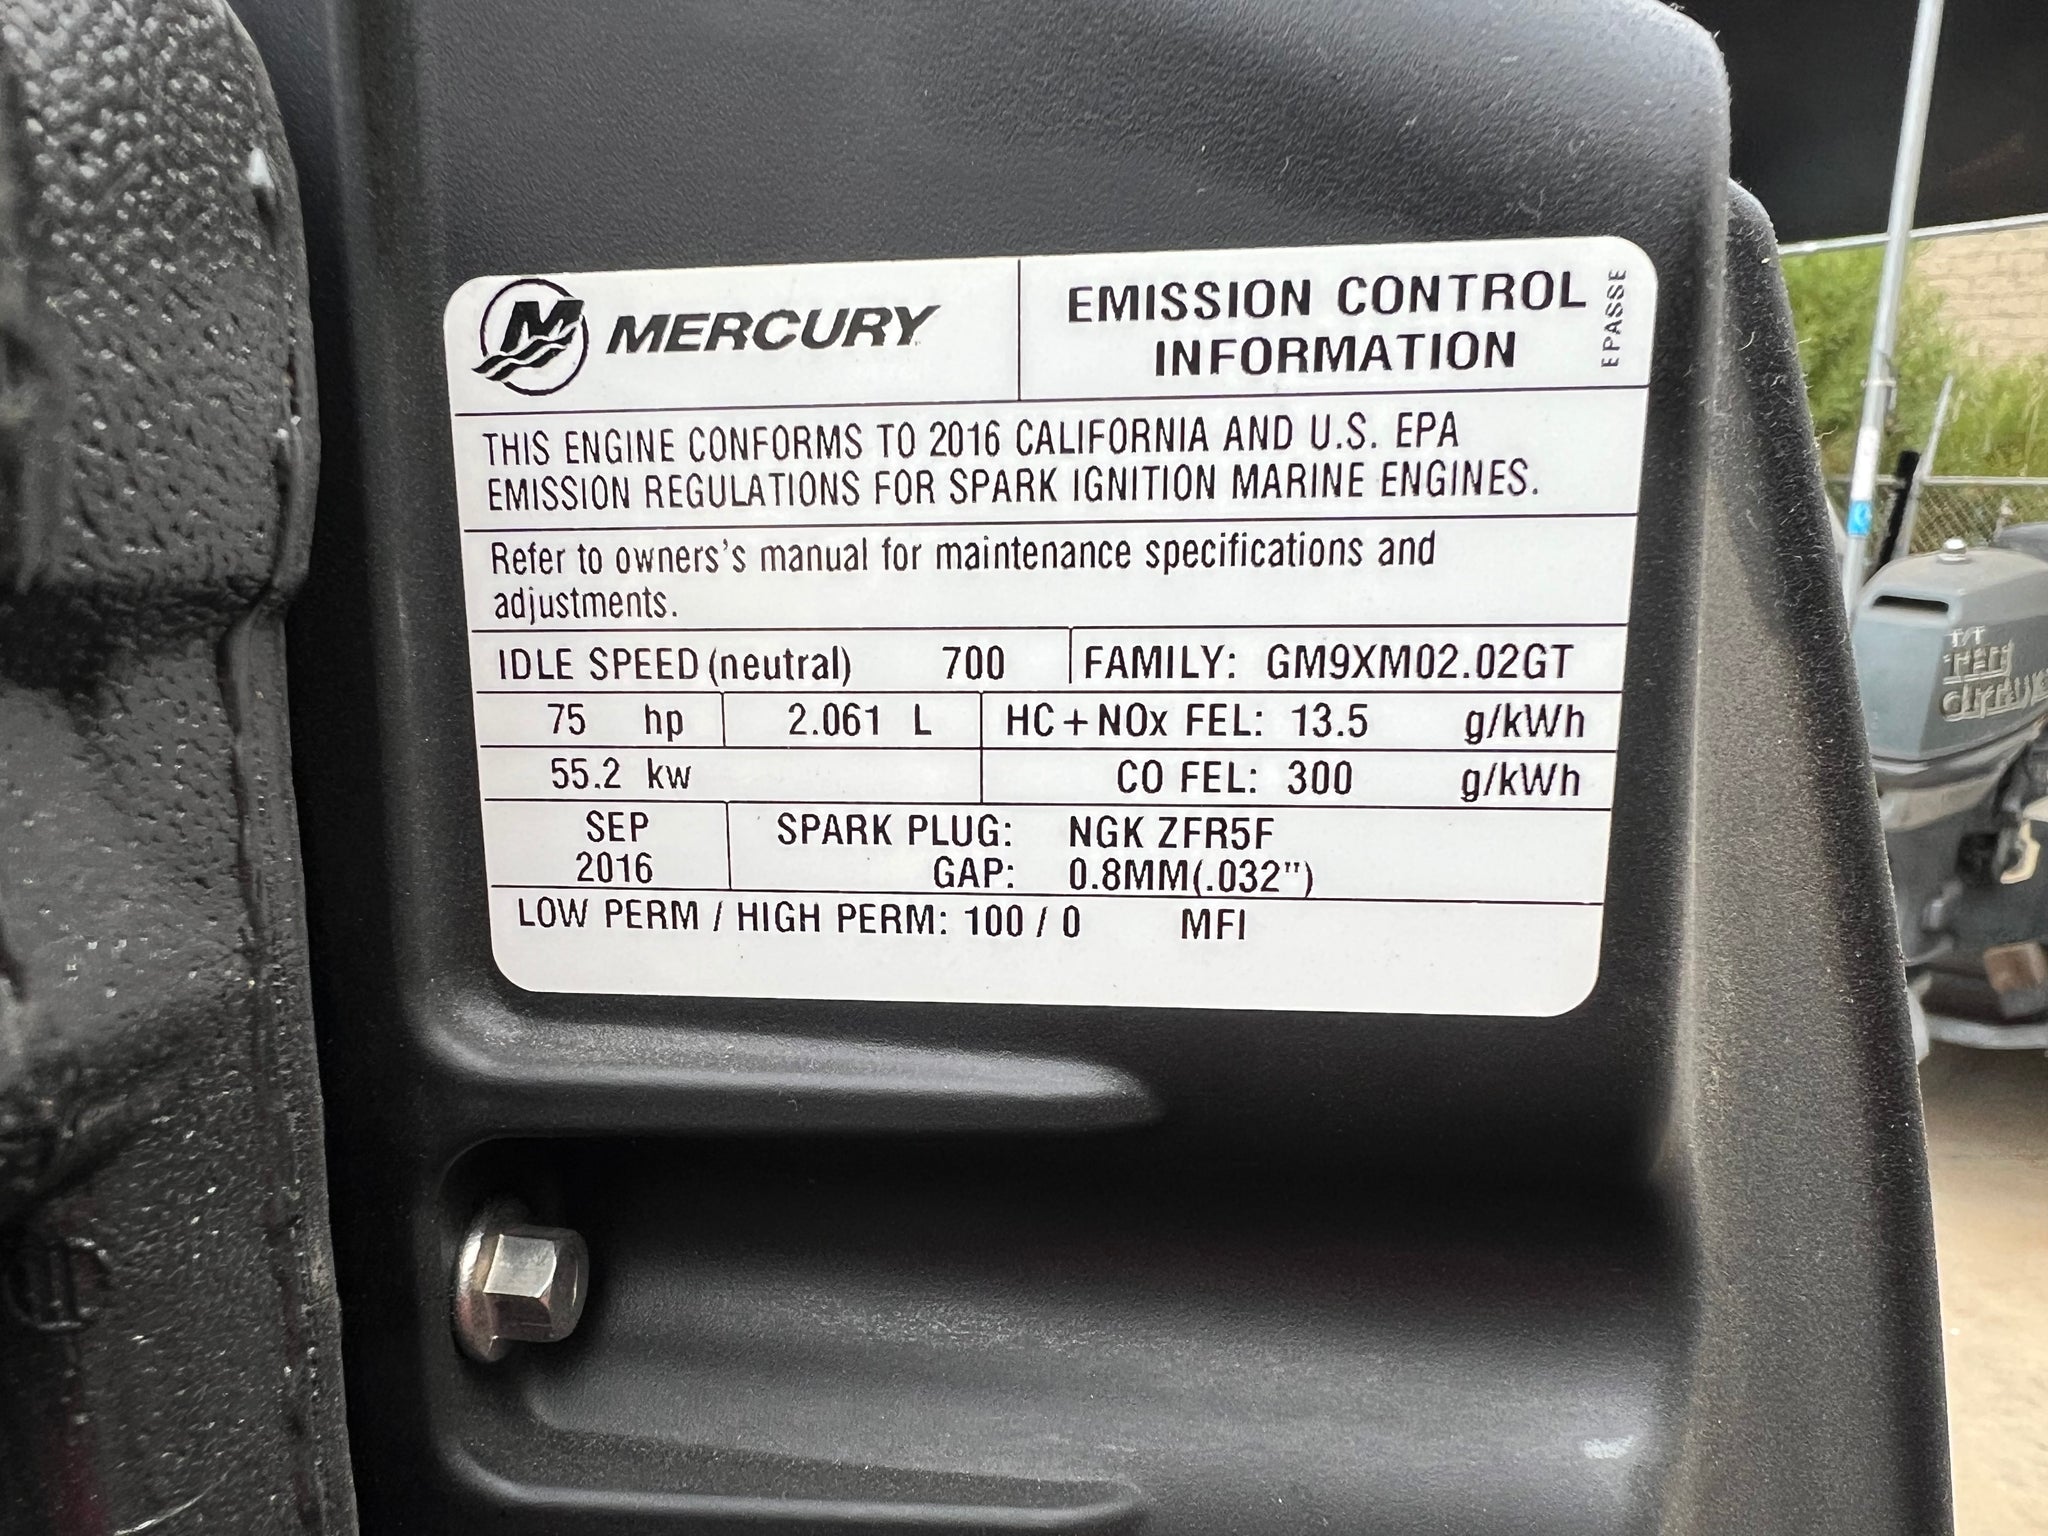 MERCURY
EMISSION CONTROL
INFORMATION
EPASSE
THIS ENGINE CONFORMS TO 2016 CALIFORNIA AND U.S. EPA
EMISSION REGULATIONS FOR SPARK IGNITION MARINE ENGINES.
Refer to owners's manual for maintenance specifications and
adjustments.
IDLE SPEED (neutral) 700 FAMILY: GM9XM02.02GT
75 hp 2.061 L HC + NOx FEL: 13.5 g/kWh
55.2 kw CO FEL: 300 g/kWh
SEP
2016
SPARK PLUG: NGK ZFR5F
GAP: 0.8MM(.032")
LOW PERM / HIGH PERM: 100 / 0 MFI